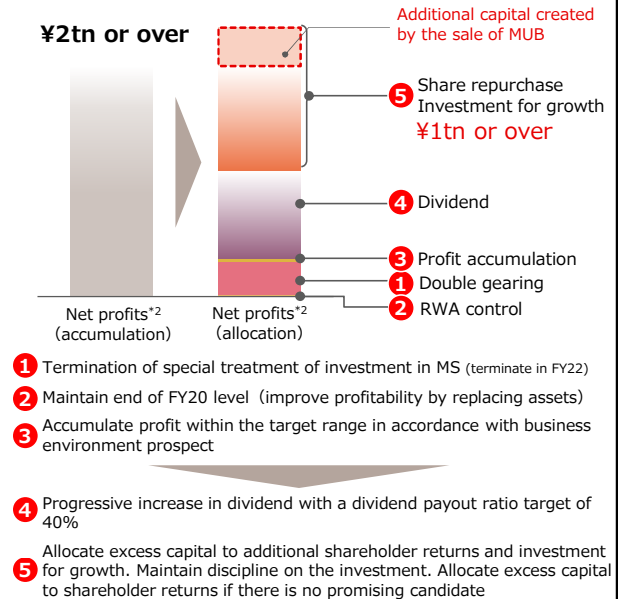 ¥2tn or over
Additional capital created
by the sale of MUB
5 Share repurchase
Investment for growth
¥1tn or over
4 Dividend
3 Profit accumulation
1 Double gearing
2 RWA control
Net profits*2
(accumulation)
Net profits*2
(allocation)
1 Termination of special treatment of investment in MS (terminate in FY22)
2 Maintain end of FY20 level（improve profitability by replacing assets）
3 Accumulate profit within the target range in accordance with business
environment prospect
4 Progressive increase in dividend with a dividend payout ratio target of
40%
5 Allocate excess capital to additional shareholder returns and investment
for growth. Maintain discipline on the investment. Allocate excess capital
to shareholder returns if there is no promising candidate